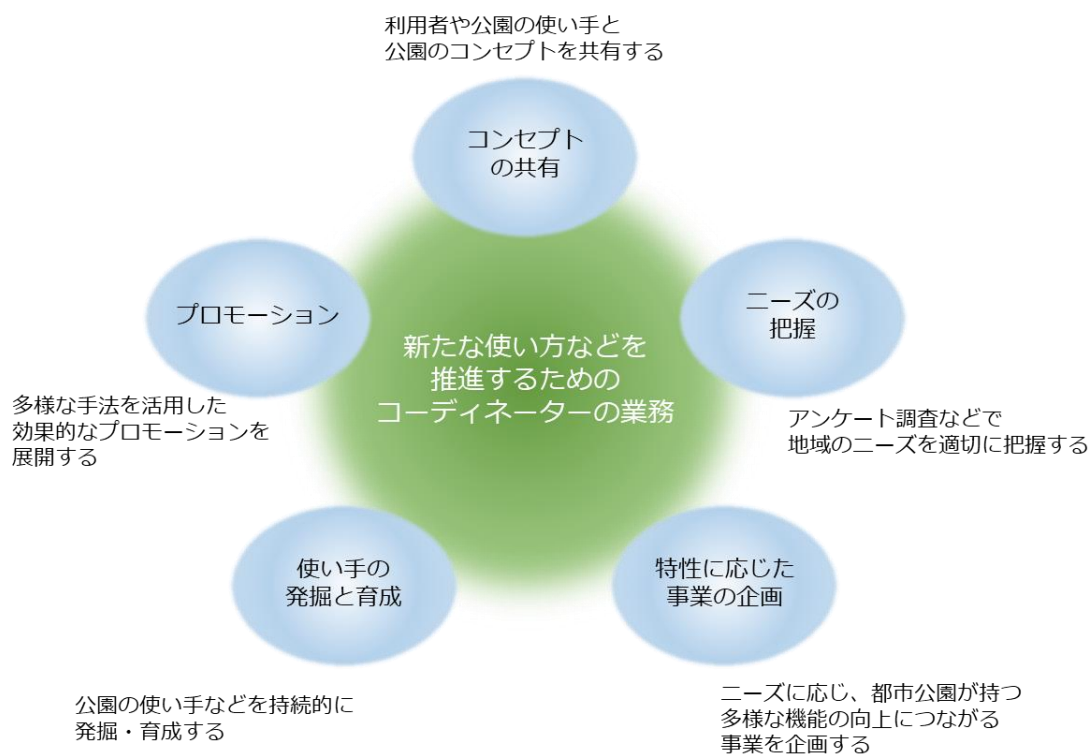 利用者や公園の使い手と
公園のコンセプトを共有する
コンセプト
の共有
プロモーション
多様な手法を活用した
効果的なプロモーションを
展開する
新たな使い方などを
推進するための
コーディネーターの業務
ニーズの
把握
アンケート調査などで
地域のニーズを適切に把握する
使い手の
発掘と育成
公園の使い手などを持続的に
発掘・育成する
特性に応じた
事業の企画
ニーズに応じ、都市公園が持つ
多様な機能の向上につながる
事業を企画する